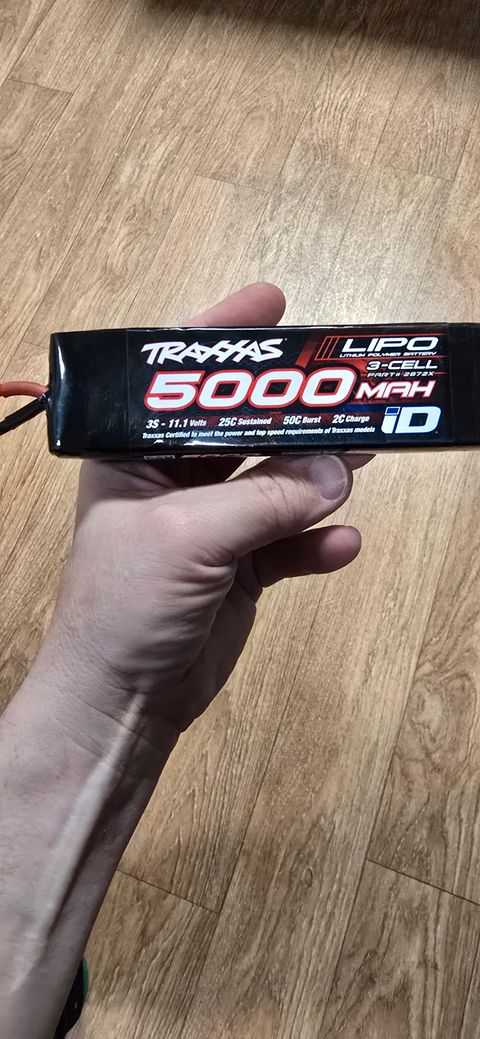 TRAXXAS
LIPO
LITHIUM POLYMER BATTERY
3-CELL
PART# 2872X
5000 MAH
3S - 11.1 Volts 25C Sustained 50C Burst 2C Charge
iD
Traxxas Certified to meet the power and top speed requirements of Traxxas models